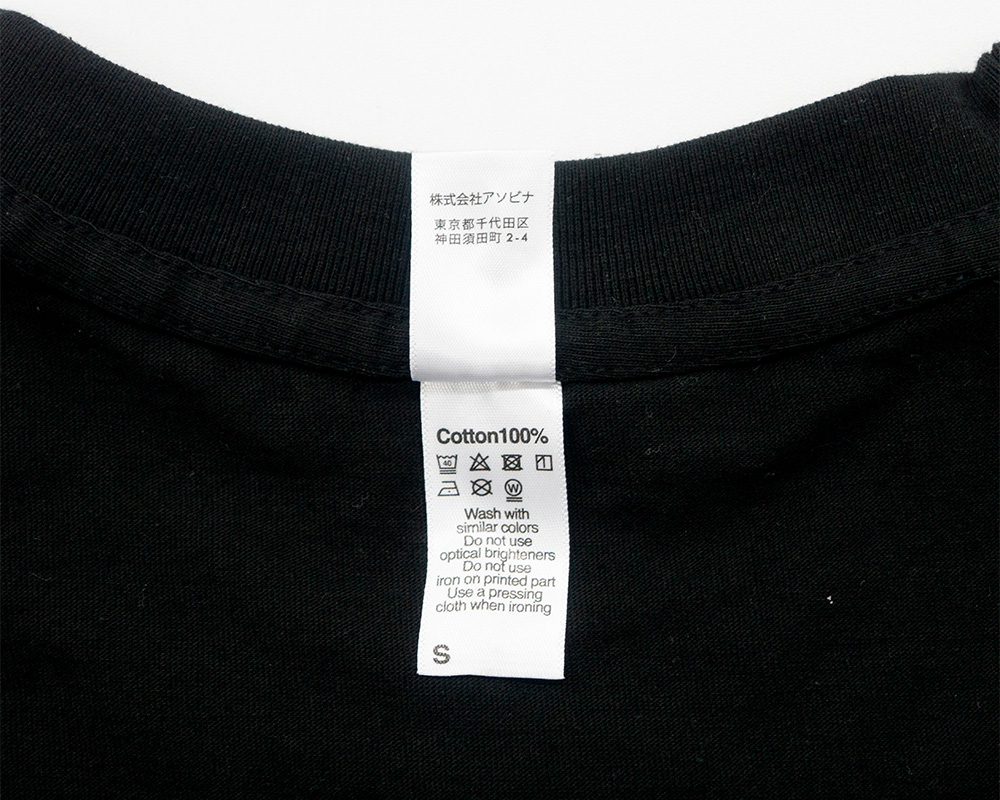 株式会社アソビナ
東京都千代田区
神田須田町 2-4
Cotton100%
40
W
Wash with
similar colors
Do not use
optical brighteners
Do not use
iron on printed part
Use a pressing
cloth when ironing
S